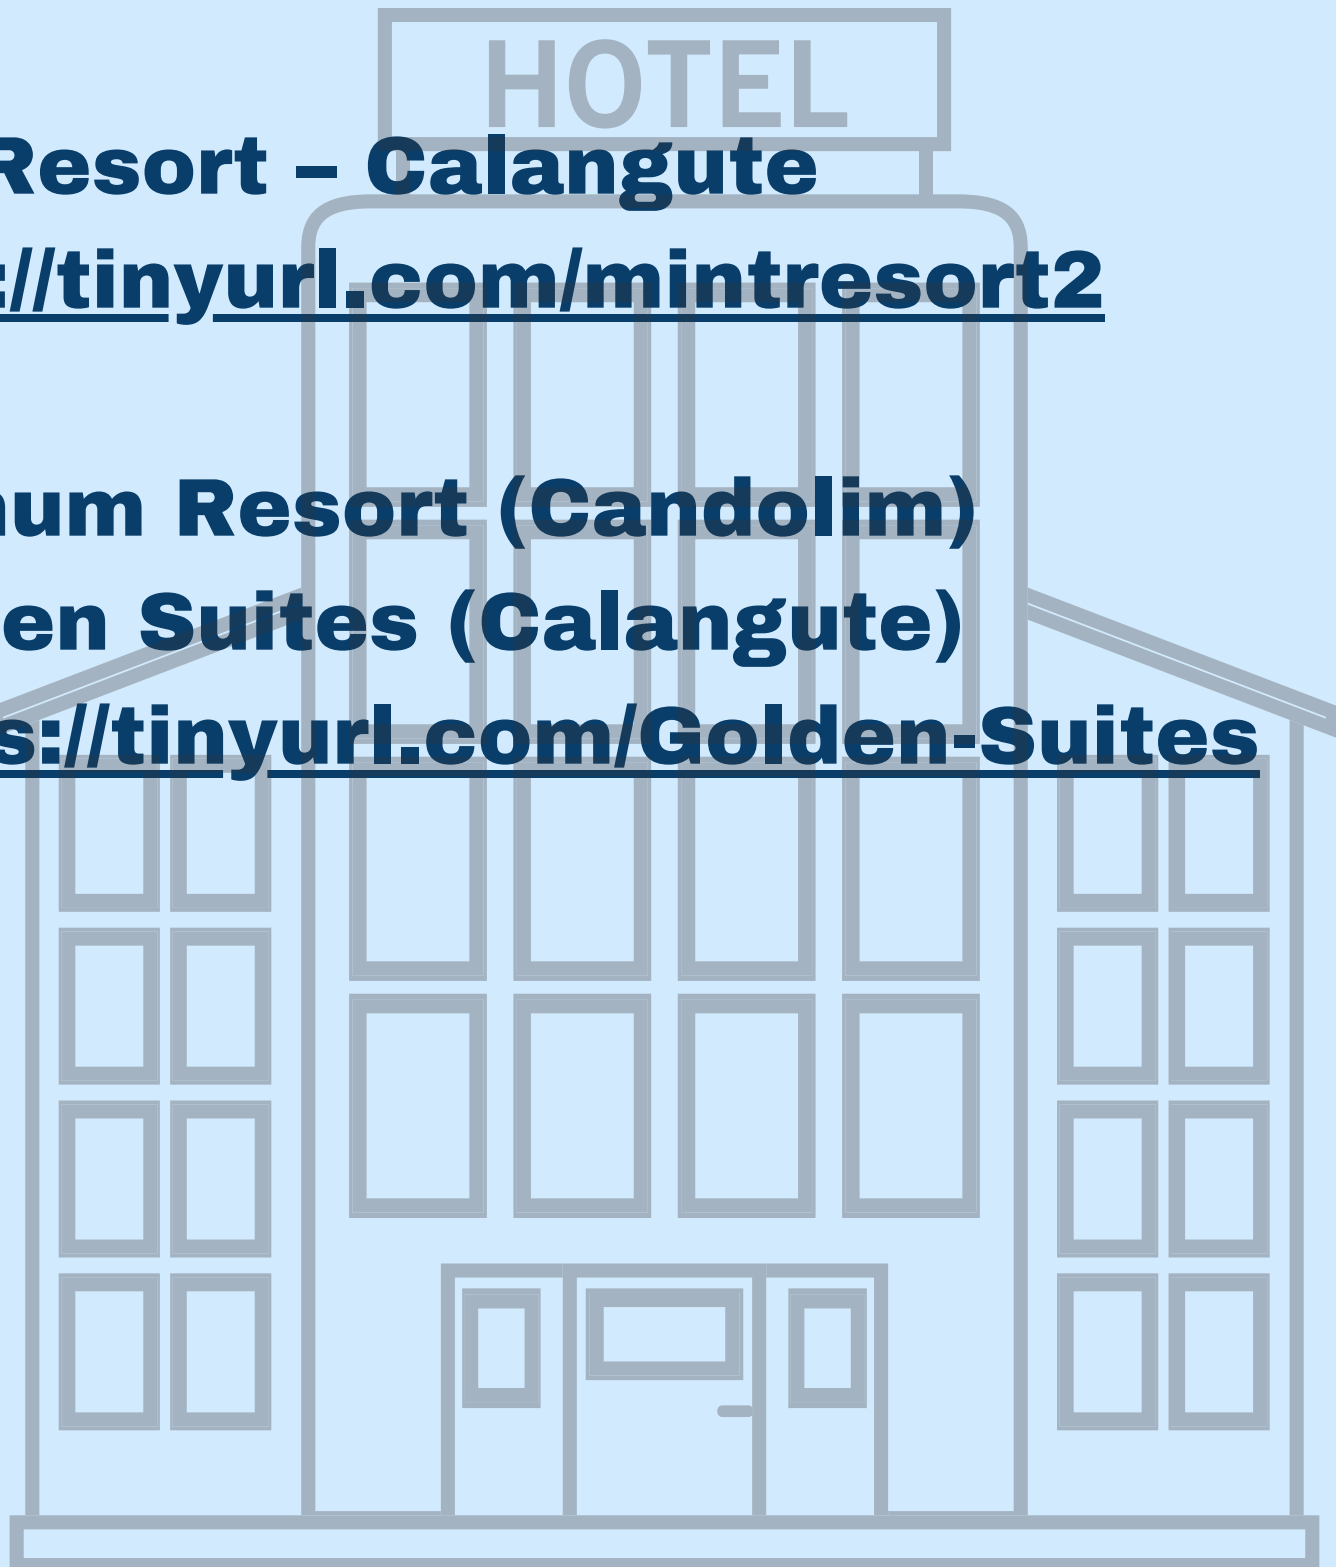 HOTEL
Resort – Calangute
://tinyurl.com/mintresort2
num Resort (Candolim)
en Suites (Calangute)
s://tinyurl.com/Golden-Suites